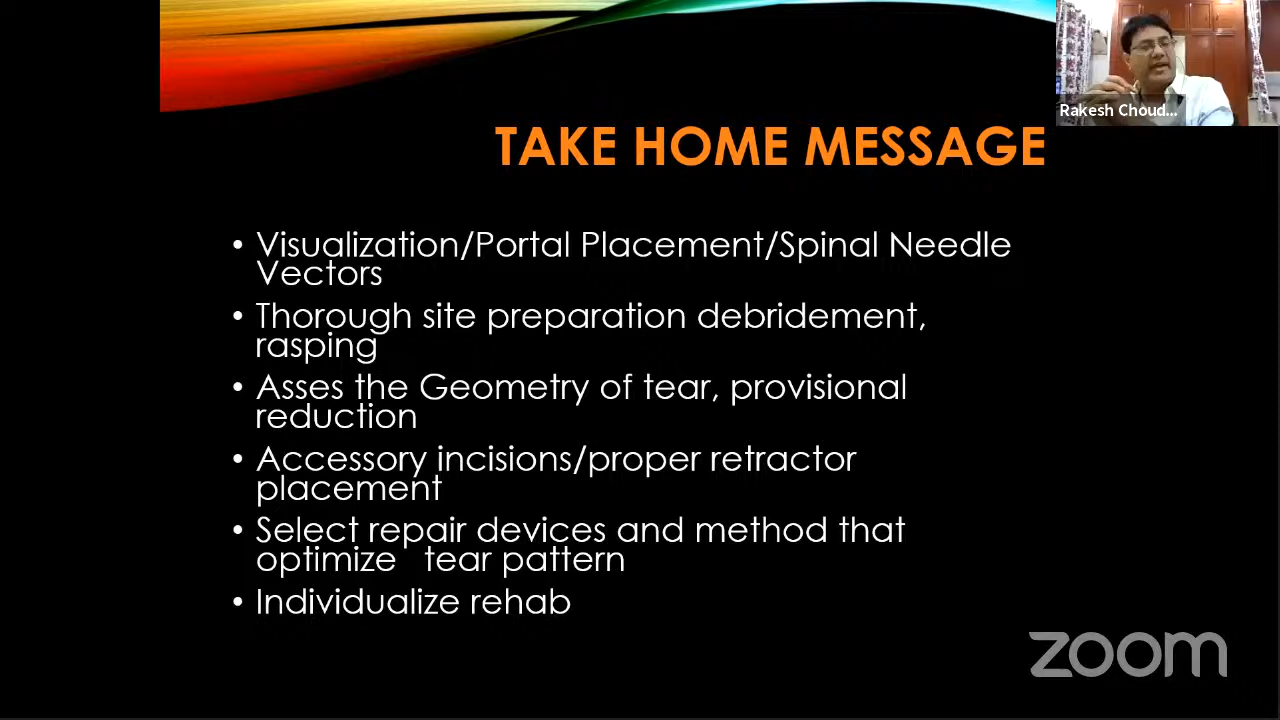 Rakesh Choud...
TAKE HOME MESSAGE
• Visualization/Portal Placement/Spinal Needle
Vectors
• Thorough site preparation debridement,
rasping
• Asses the Geometry of tear, provisional
reduction
• Accessory incisions/proper retractor
placement
• Select repair devices and method that
optimize   tear pattern
• Individualize rehab
zoom